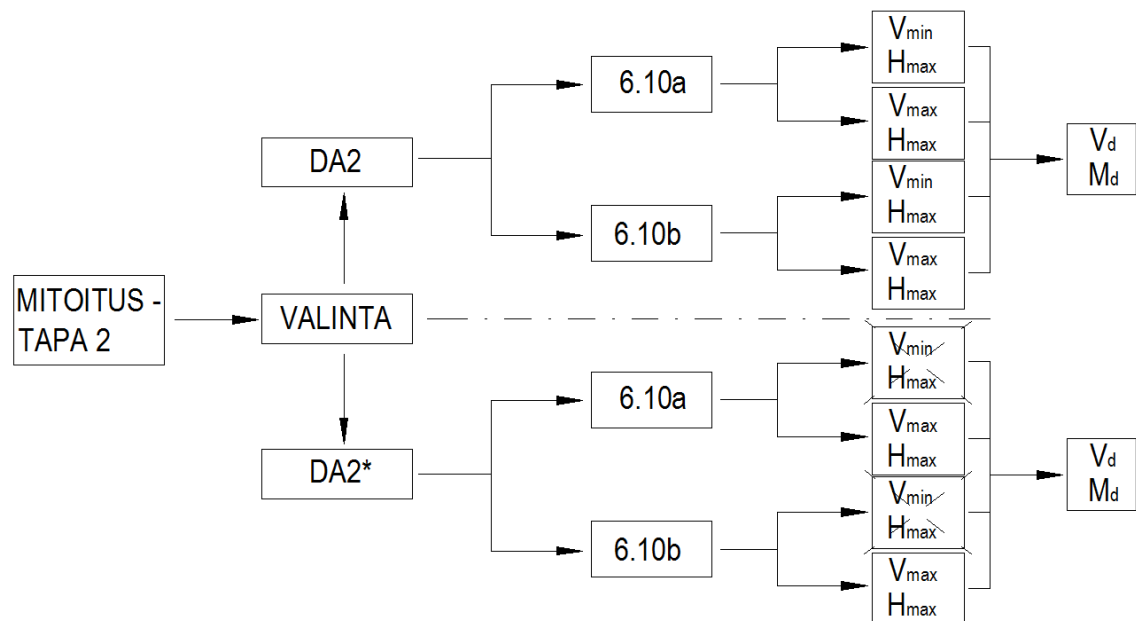 MITOITUS -
TAPA 2
VALINTA
DA2
6.10a
Vmin
Hmax
Vmax
Hmax
6.10b
Vmin
Hmax
Vmax
Hmax
Vd
Md
DA2*
6.10a
Vmin
Hmax
Vmax
Hmax
6.10b
Vmin
Hmax
Vmax
Hmax
Vd
Md